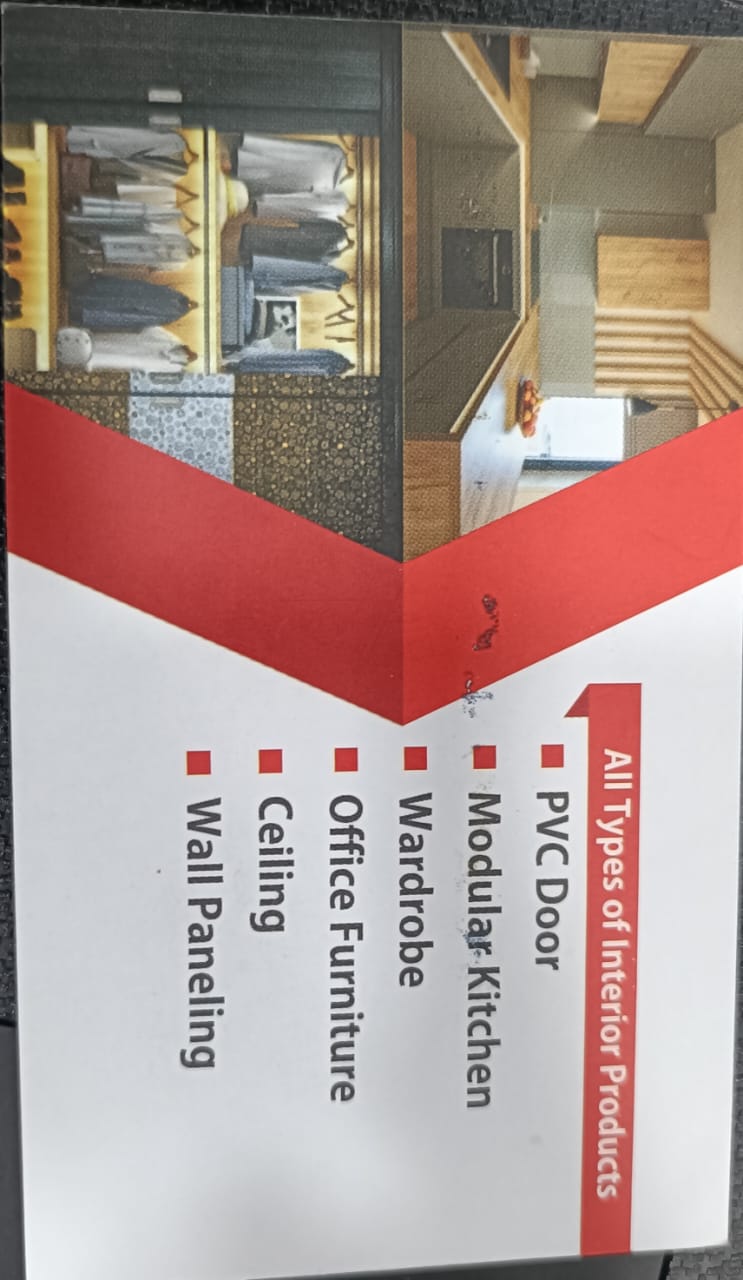 All Types of Interior Products
PVC Door
Modular Kitchen
Wardrobe
Office Furniture
Ceiling
Wall Paneling